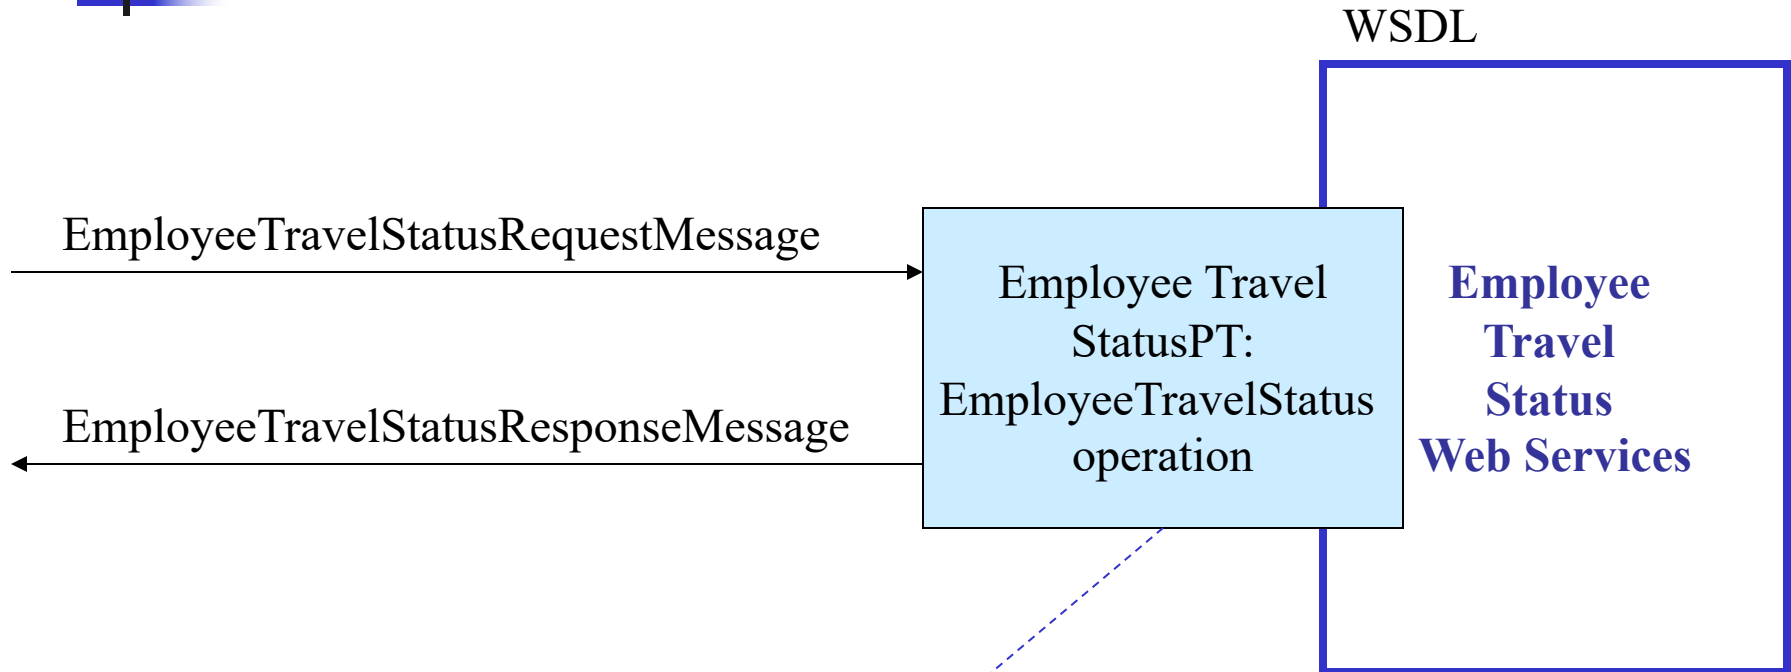 WSDL
EmployeeTravelStatusRequestMessage
EmployeeTravelStatusResponseMessage
Employee Travel
StatusPT:
EmployeeTravelStatus
operation
Employee
Travel
Status
Web Services